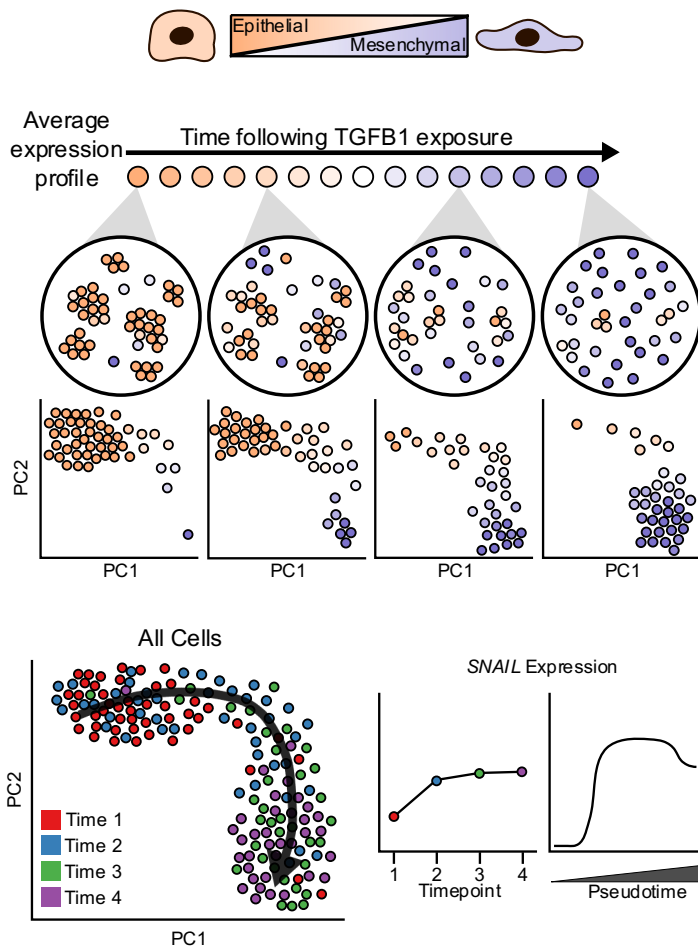 Epithelial
Mesenchymal
Average
expression
profile
Time following TGFB1 exposure
PC2
PC1
PC1
PC1
PC1
All Cells
PC2
Time 1
Time 2
Time 3
Time 4
PC1
SNAIL Expression
1 2 3 4
Timepoint
Pseudotime